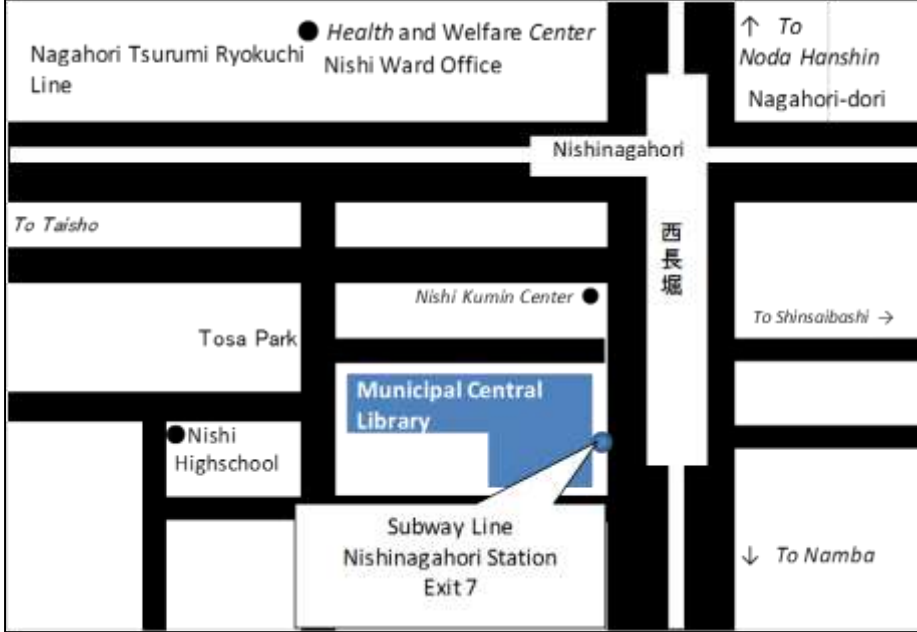 Nagahori Tsurumi Ryokuchi
Line
Health and Welfare Center
Nishi Ward Office
↑ To
Noda Hanshin
Nagahori-dori
Nishinagahori
To Taisho
西長堀
Nishi Kumin Center
To Shinsaibashi →
Tosa Park
Municipal Central
Library
Nishi
Highschool
Subway Line
Nishinagahori Station
Exit 7
↓ To Namba